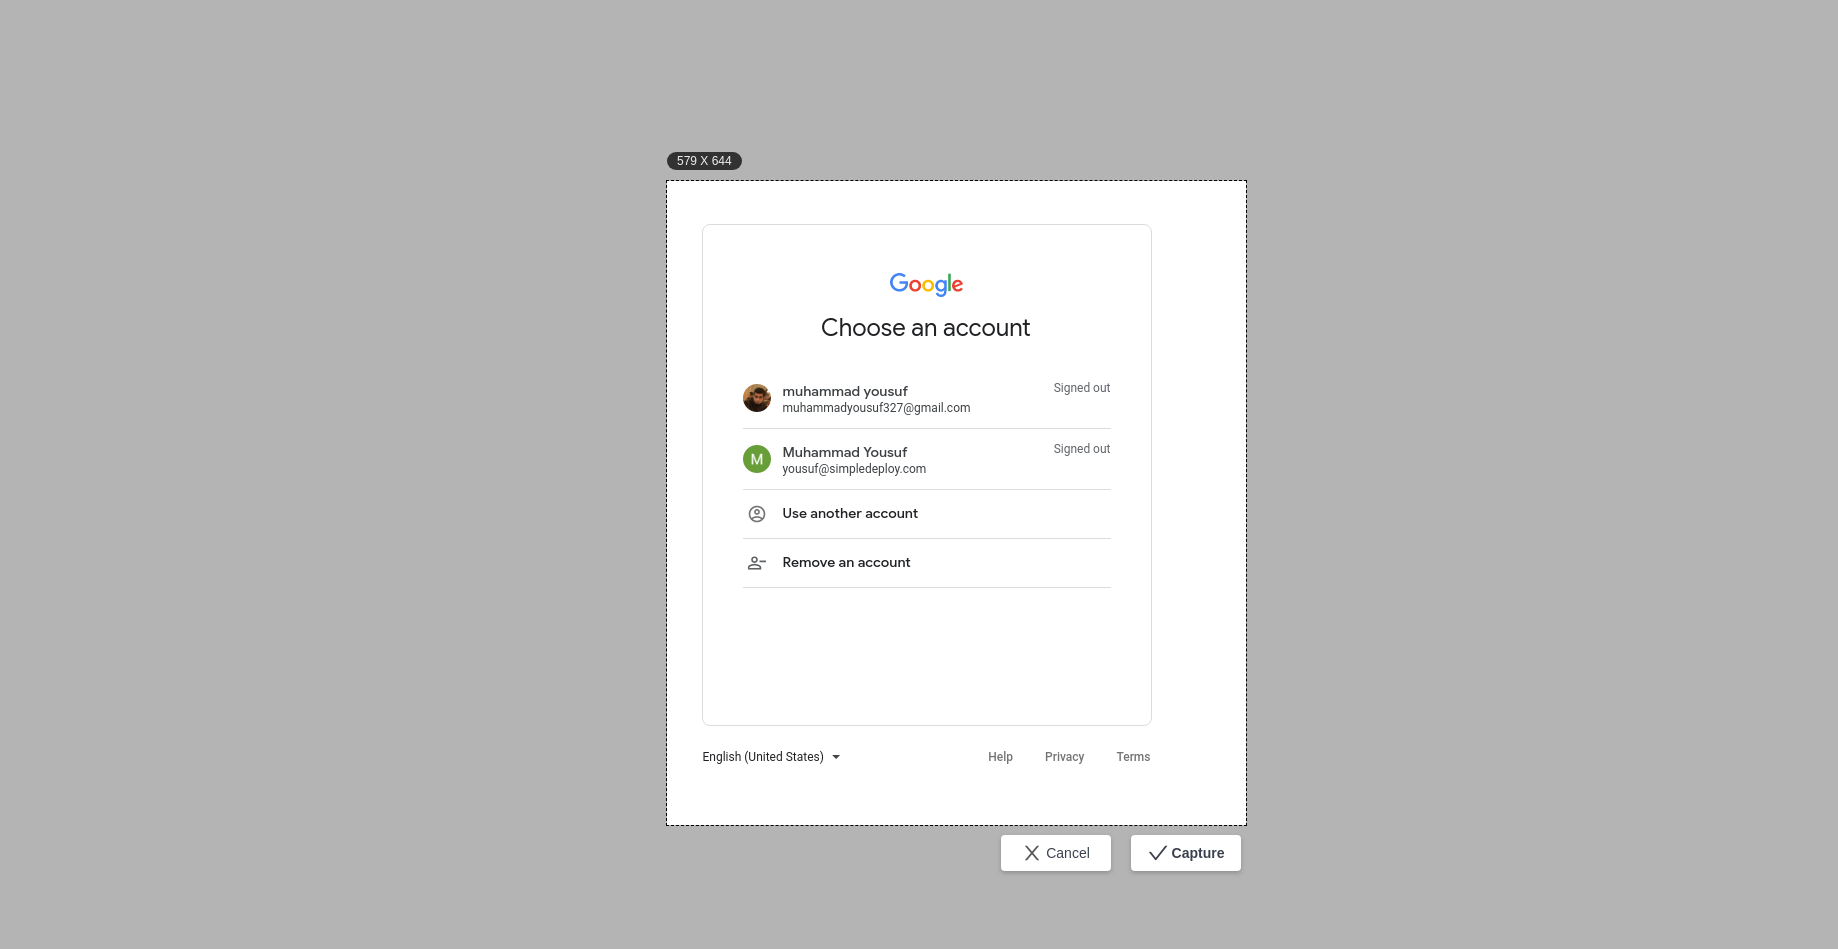 579 X 644
Google
Choose an account
muhammad yousuf
Signed out
muhammadyousuf327@gmail.com
M
Muhammad Yousuf
Signed out
yousuf@simpledeploy.com
Use another account
Remove an account
English (United States)
Help Privacy Terms
Cancel Capture